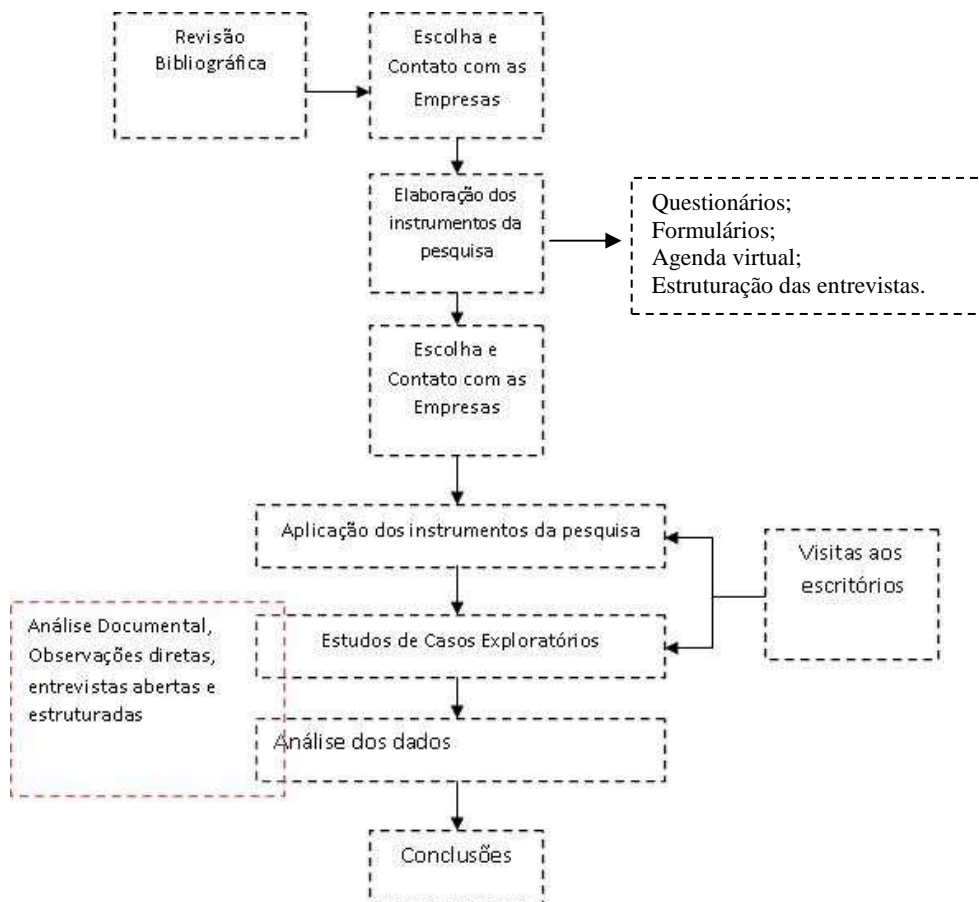 Revisão
Bibliográfica
Escolha e
Contato com as
Empresas
Elaboração dos
instrumentos da
pesquisa
Questionários;
Formulários;
Agenda virtual;
Estruturação das entrevistas.
Escolha e
Contato com as
Empresas
Aplicação dos instrumentos da pesquisa
Visitas aos
escritórios
Análise Documental,
Observações diretas,
entrevistas abertas e
estruturadas
Estudos de Casos Exploratórios
Análise dos dados
Conclusões